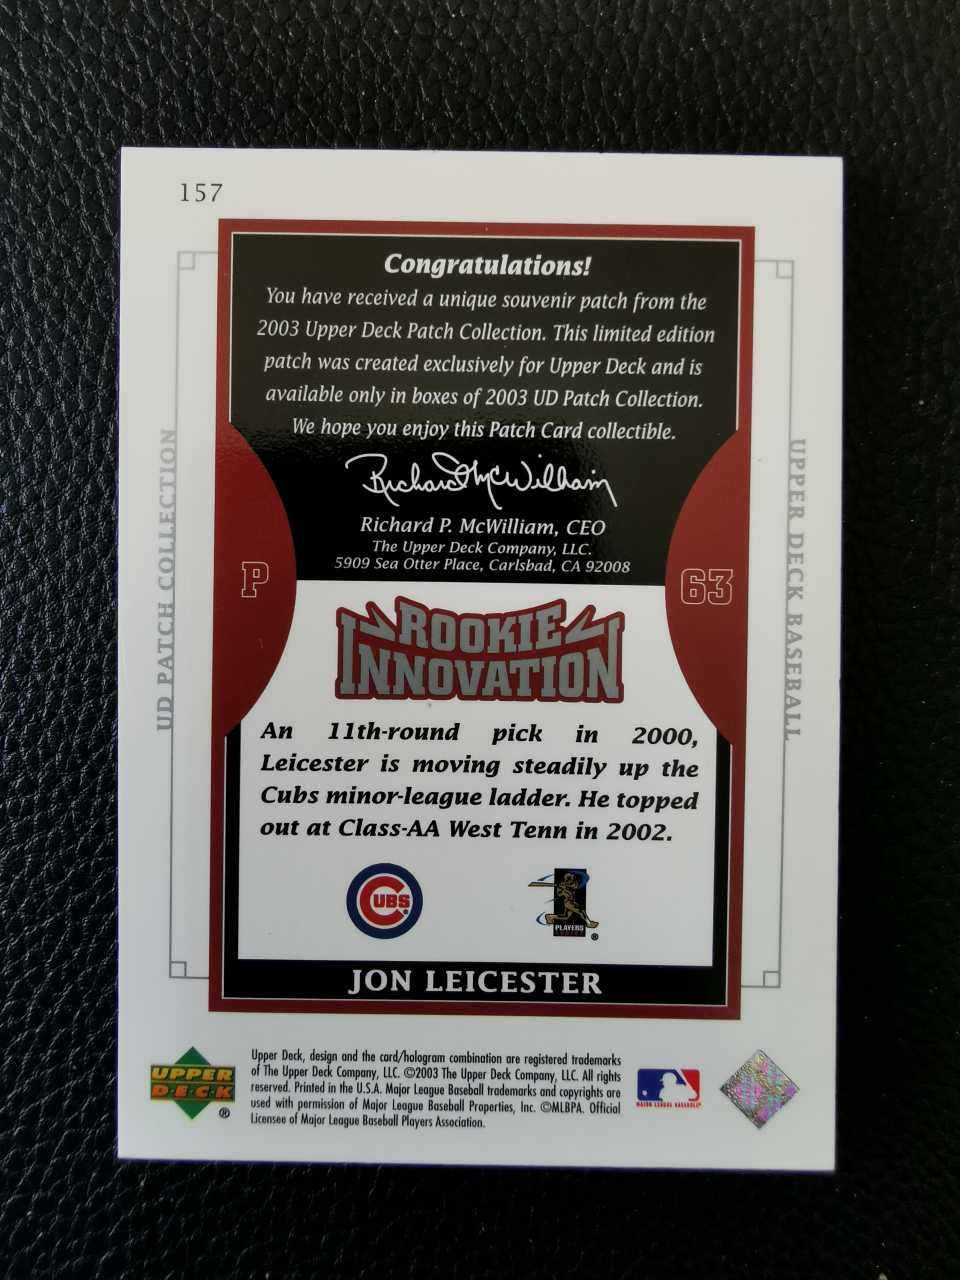 157
Congratulations!
You have received a unique souvenir patch from the
2003 Upper Deck Patch Collection. This limited edition
patch was created exclusively for Upper Deck and is
available only in boxes of 2003 UD Patch Collection.
We hope you enjoy this Patch Card collectible.
Richard McWilliam
Richard P. McWilliam, CEO
The Upper Deck Company, LLC.
5909 Sea Otter Place, Carlsbad, CA 92008
UD PATCH COLLECTION
UPPER DECK BASEBALL
P
63
ROOKIE
INNOVATION
An 11th-round pick in 2000,
Leicester is moving steadily up the
Cubs minor-league ladder. He topped
out at Class-AA West Tenn in 2002.
CUBS
PLAYERS
®
JON LEICESTER
UPPER
DECK
®
Upper Deck, design and the card/hologram combination are registered trademarks
of The Upper Deck Company, LLC. ©2003 The Upper Deck Company, LLC. All rights
reserved. Printed in the U.S.A. Major League Baseball trademarks and copyrights are
used with permission of Major League Baseball Properties, Inc. ©MLBPA. Official
Licensee of Major League Baseball Players Association.
MAJOR LEAGUE BASEBALL